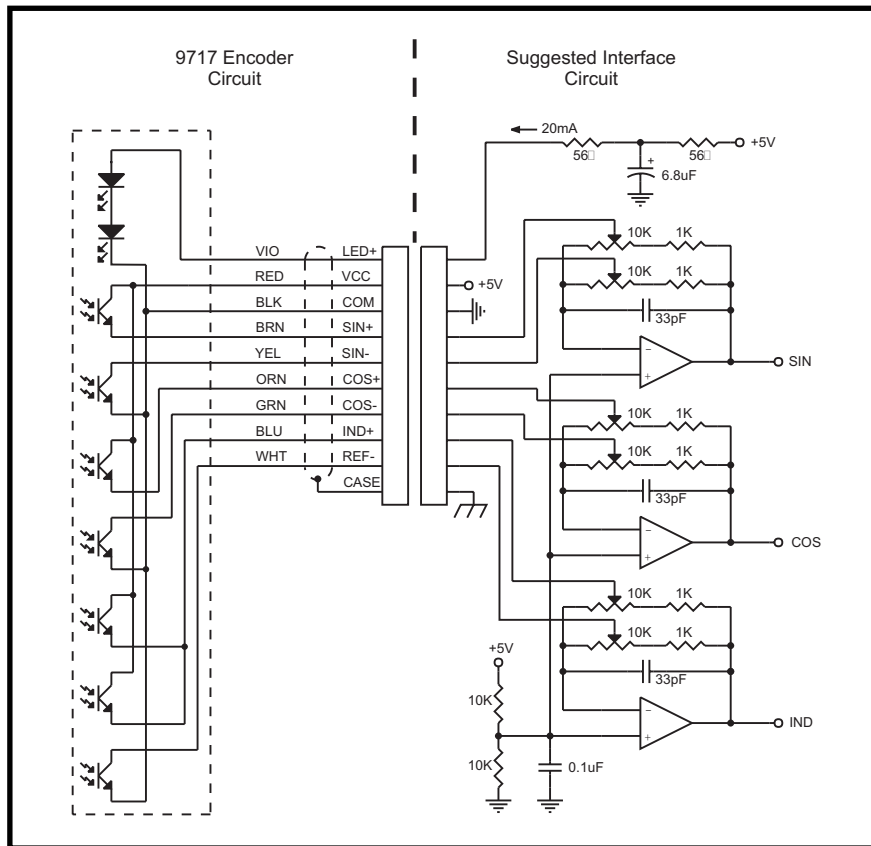 9717 Encoder
Circuit
Suggested Interface
Circuit
20mA
56□
56□
+5V
+
6.8uF
VIO LED+
RED VCC
BLK COM
BRN SIN+
YEL SIN-
ORN COS+
GRN COS-
BLU IND+
WHT REF-
CASE
+5V
10K 1K
10K 1K
33pF
−
+
SIN
10K 1K
10K 1K
33pF
−
+
COS
10K 1K
10K 1K
33pF
−
+
IND
+5V
10K
10K
0.1uF